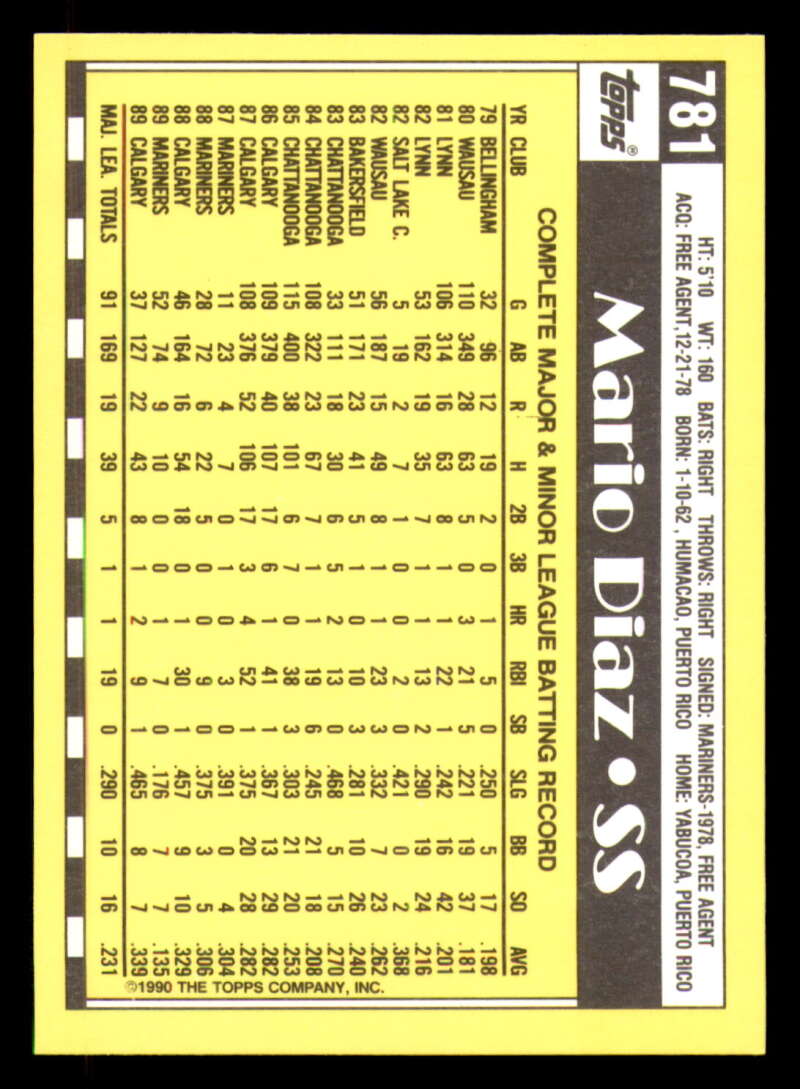 781
topps®
HT: 5'10 WT: 160 BATS: RIGHT THROWS: RIGHT SIGNED: MARINERS-1978, FREE AGENT
ACQ: FREE AGENT, 12-21-78 BORN: 1-10-62, HUMACAO, PUERTO RICO HOME: YABUCOA, PUERTO RICO
Mario Diaz • SS
COMPLETE MAJOR & MINOR LEAGUE BATTING RECORD
YR CLUB G AB R H 2B 3B HR RBI SB SLG BB SO AVG
79 BELLINGHAM 32 96 12 19 2 0 1 5 0 .250 5 17 .198
80 WAUSAU 110 349 28 63 5 0 3 21 5 .221 19 37 .181
81 LYNN 106 314 16 63 8 1 1 22 1 .242 16 42 .201
82 LYNN 53 162 19 35 7 1 1 13 2 .290 19 24 .216
82 SALT LAKE C. 5 19 2 7 1 0 0 2 0 .421 0 2 .368
82 WAUSAU 56 187 15 49 8 1 1 23 3 .332 7 23 .262
83 BAKERSFIELD 51 171 23 41 5 1 0 10 3 .281 10 26 .240
83 CHATTANOOGA 33 111 18 30 6 5 2 13 0 .468 5 15 .270
84 CHATTANOOGA 108 322 23 67 7 1 1 19 6 .245 21 18 .208
85 CHATTANOOGA 115 400 38 101 6 7 0 38 3 .303 21 20 .253
86 CALGARY 109 379 40 107 17 6 1 41 1 .367 13 29 .282
87 CALGARY 108 376 52 106 17 3 4 52 1 .375 20 28 .282
87 MARINERS 11 23 4 7 0 1 0 3 0 .391 0 4 .304
88 MARINERS 28 72 6 22 5 0 0 9 0 .375 3 5 .306
88 CALGARY 46 164 16 54 18 0 1 30 1 .457 9 10 .329
89 MARINERS 52 74 9 10 0 0 1 7 0 .176 7 7 .135
89 CALGARY 37 127 22 43 8 1 2 9 1 .465 8 7 .339
MAJ. LEA. TOTALS 91 169 19 39 5 1 1 19 0 .290 10 16 .231
©1990 THE TOPPS COMPANY, INC.